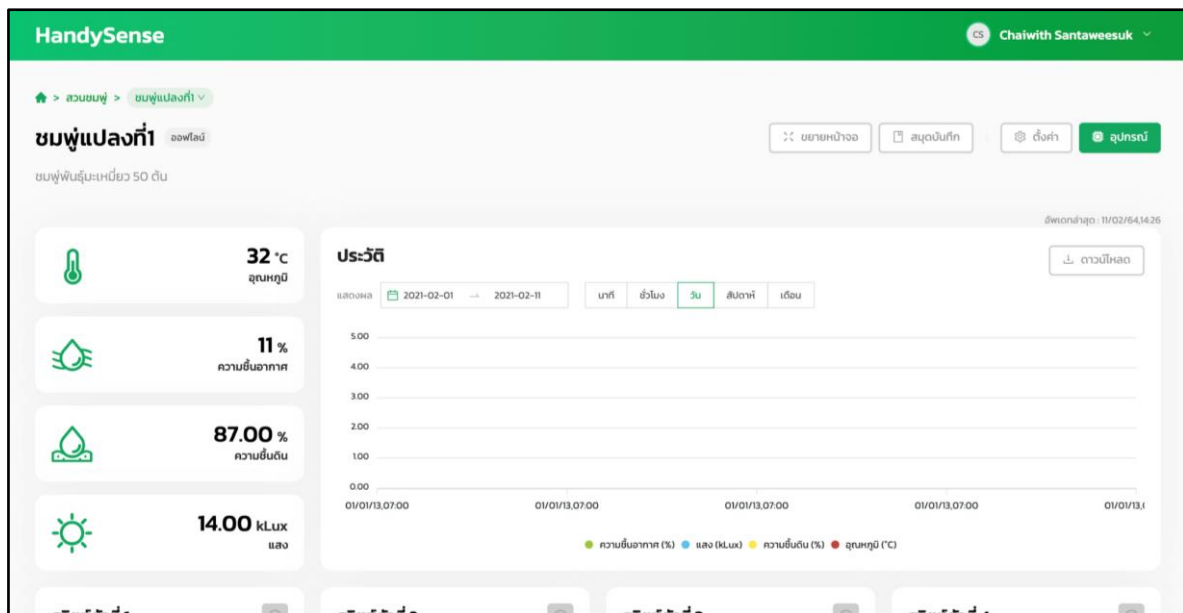 HandySense
CS Chaiwith Santaweesuk
> สวนชมพู่ > ชมพู่แปลงที่1
ชมพู่แปลงที่1 ออฟไลน์
ขยายหน้าจอ สมุดบันทึก ตั้งค่า อุปกรณ์
ชมพู่พันธุ์มะเหมี่ยว 50 ต้น
อัพเดทล่าสุด : 11/02/64,14:26
32 °C
อุณหภูมิ
11 %
ความชื้นอากาศ
87.00 %
ความชื้นดิน
14.00 kLux
แสง
ประวัติ
ดาวน์โหลด
แสดงผล 2021-02-01 → 2021-02-11 นาที ชั่วโมง วัน สัปดาห์ เดือน
5.00
4.00
3.00
2.00
1.00
0.00
01/01/13,07:00 01/01/13,07:00 01/01/13,07:00 01/01/13,07:00 01/01/13,
ความชื้นอากาศ (%) แสง (kLux) ความชื้นดิน (%) อุณหภูมิ (°C)